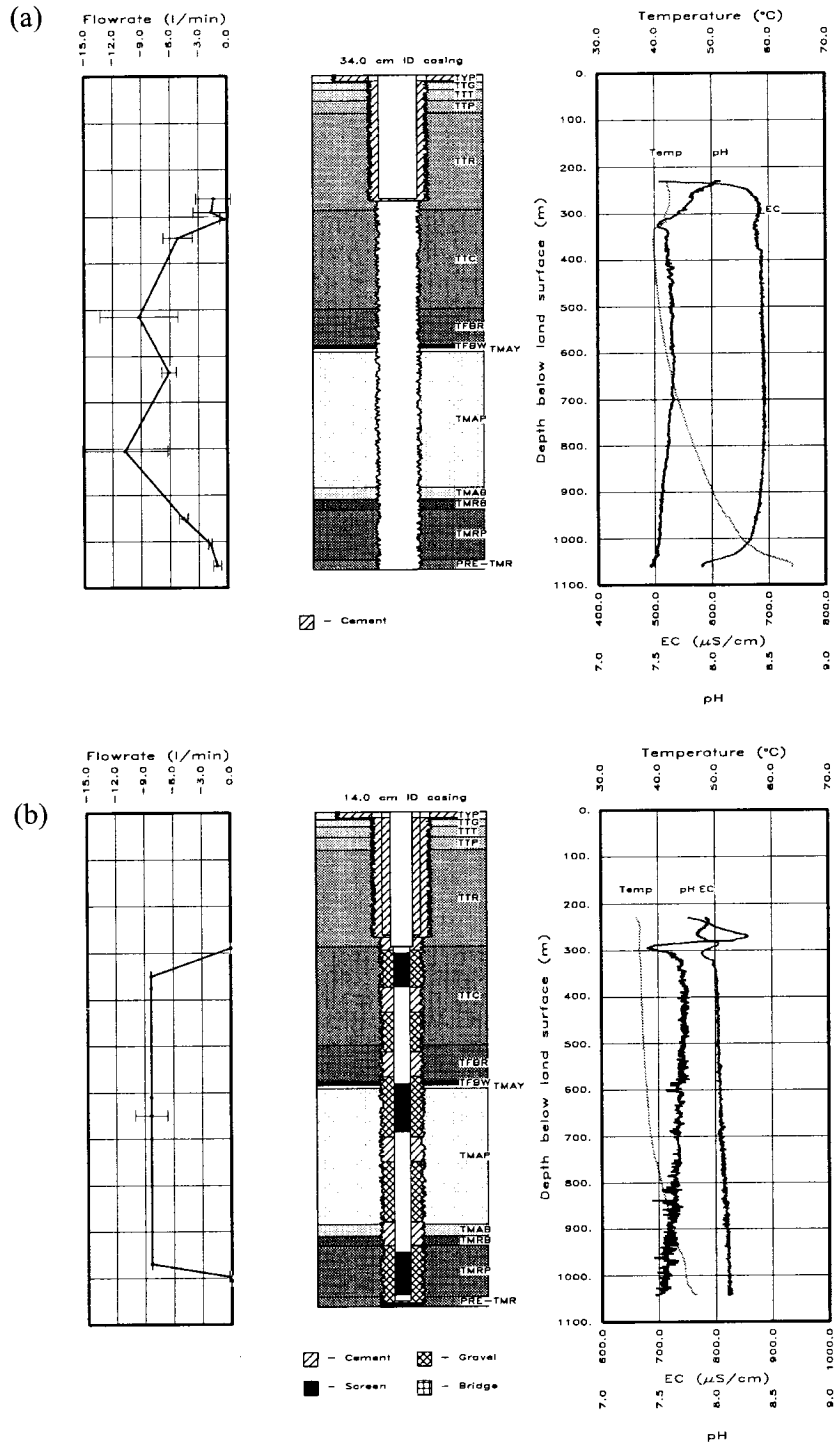 (a)
Flowrate (l/min)
-15.0
-12.0
-9.0
-6.0
-3.0
0.0
34.0 cm ID casing
TYP
TTG
TTT
TTP
TTR
TTC
TFBR
TFBW
TMAY
TMAP
TMAB
TMRB
TMRP
PRE-TMR
- Cement
Temperature (°C)
30.0
40.0
50.0
60.0
70.0
Depth below land surface (m)
0.
100.
200.
300.
400.
500.
600.
700.
800.
900.
1000.
1100.
Temp
pH
EC
400.0
500.0
600.0
700.0
800.0
EC (μS/cm)
7.0
7.5
8.0
8.5
9.0
pH
(b)
Flowrate (l/min)
-15.0
-12.0
-9.0
-6.0
-3.0
0.0
14.0 cm ID casing
TYP
TTG
TTT
TTP
TTR
TTC
TFBR
TFBW
TMAY
TMAP
TMAB
TMRB
TMRP
PRE-TMR
- Cement
- Gravel
- Screen
- Bridge
Temperature (°C)
30.0
40.0
50.0
60.0
70.0
Depth below land surface (m)
0.
100.
200.
300.
400.
500.
600.
700.
800.
900.
1000.
1100.
Temp
pH EC
600.0
700.0
800.0
900.0
1000.0
EC (μS/cm)
7.0
7.5
8.0
8.5
9.0
pH